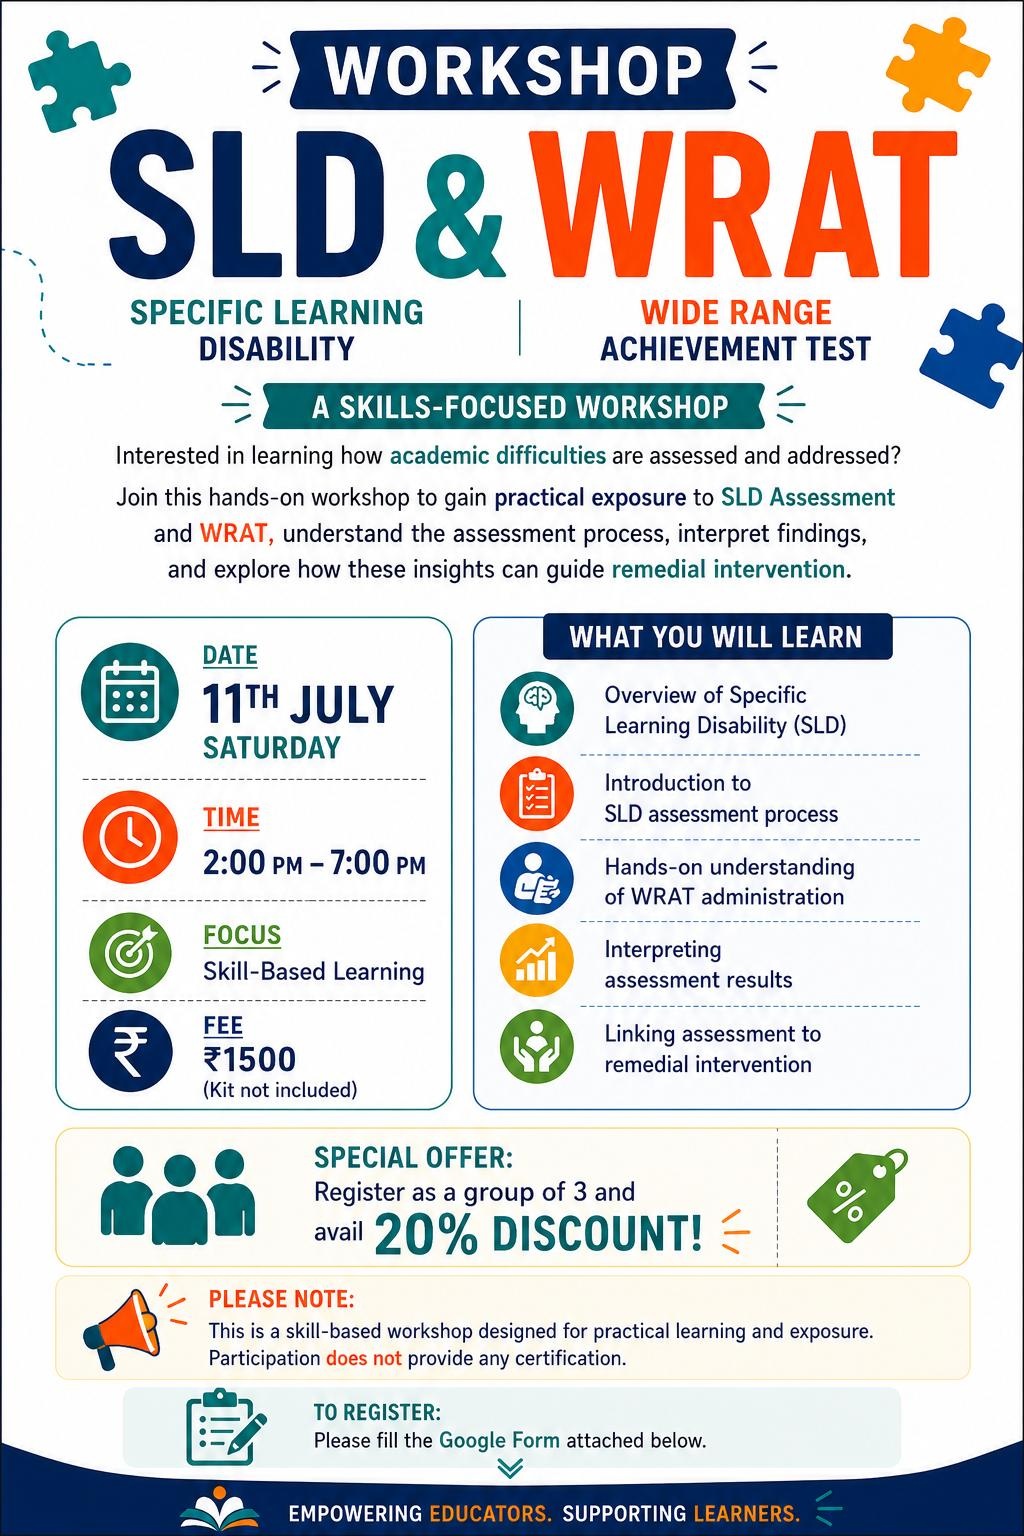 WORKSHOP
SLD & WRAT
SPECIFIC LEARNING
DISABILITY
WIDE RANGE
ACHIEVEMENT TEST
A SKILLS-FOCUSED WORKSHOP
Interested in learning how academic difficulties are assessed and addressed?
Join this hands-on workshop to gain practical exposure to SLD Assessment
and WRAT, understand the assessment process, interpret findings,
and explore how these insights can guide remedial intervention.
DATE
11TH JULY
SATURDAY
TIME
2:00 PM – 7:00 PM
FOCUS
Skill-Based Learning
₹
FEE
₹1500
(Kit not included)
WHAT YOU WILL LEARN
Overview of Specific
Learning Disability (SLD)
Introduction to
SLD assessment process
Hands-on understanding
of WRAT administration
Interpreting
assessment results
Linking assessment to
remedial intervention
SPECIAL OFFER:
Register as a group of 3 and
avail 20% DISCOUNT!
%
PLEASE NOTE:
This is a skill-based workshop designed for practical learning and exposure.
Participation does not provide any certification.
TO REGISTER:
Please fill the Google Form attached below.
EMPOWERING EDUCATORS. SUPPORTING LEARNERS.